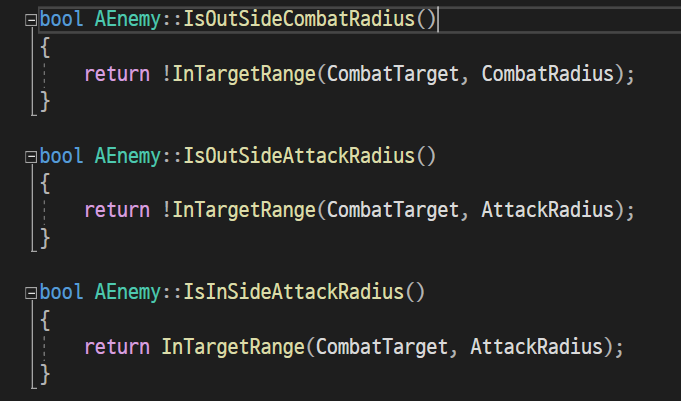 bool AEnemy::IsOutSideCombatRadius()
{
    return !InTargetRange(CombatTarget, CombatRadius);
}

bool AEnemy::IsOutSideAttackRadius()
{
    return !InTargetRange(CombatTarget, AttackRadius);
}

bool AEnemy::IsInSideAttackRadius()
{
    return InTargetRange(CombatTarget, AttackRadius);
}